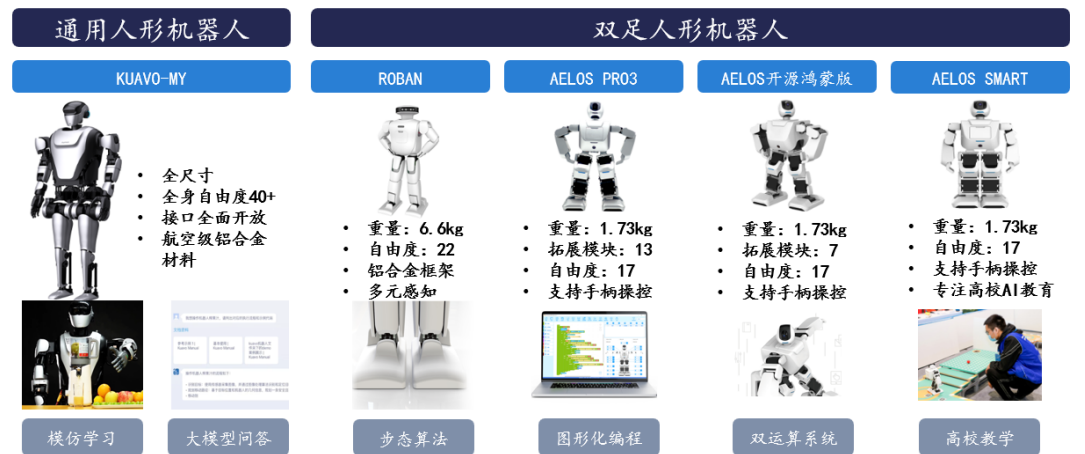 通用人形机器人
双足人形机器人
KUAVO-MY
ROBAN
AELOS PRO3
AELOS开源鸿蒙版
AELOS SMART
• 全尺寸
• 全身自由度40+
• 接口全面开放
• 航空级铝合金
材料
• 重量：6.6kg
• 自由度：22
• 铝合金框架
• 多元感知
• 重量：1.73kg
• 拓展模块：13
• 自由度：17
• 支持手柄操控
• 重量：1.73kg
• 拓展模块：7
• 自由度：17
• 支持手柄操控
• 重量：1.73kg
• 自由度：17
• 支持手柄操控
• 专注高校AI教育
模仿学习
大模型问答
步态算法
图形化编程
双运算系统
高校教学